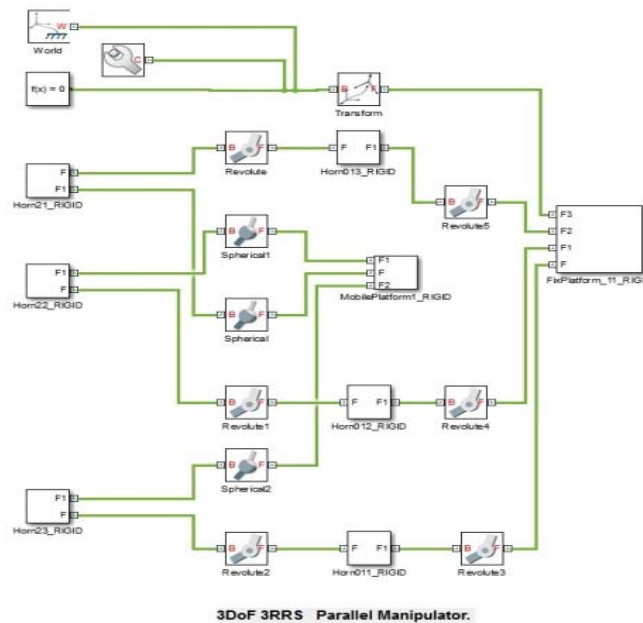 W
World
C
f(x) = 0
B F
Transform
F
F1
Horn21_RIGID
B F
Revolute
F F1
Horn013_RIGID
B F
Revolute5
F3
F2
F1
F
FixPlatform_11_RIGI
B F
Spherical1
F1
F
F2
MobilePlatform1_RIGID
F1
F
Horn22_RIGID
B F
Spherical
B F
Revolute1
F F1
Horn012_RIGID
B F
Revolute4
B F
Spherical2
F1
F
Horn23_RIGID
B F
Revolute2
F F1
Horn011_RIGID
B F
Revolute3
3DoF 3RRS Parallel Manipulator.